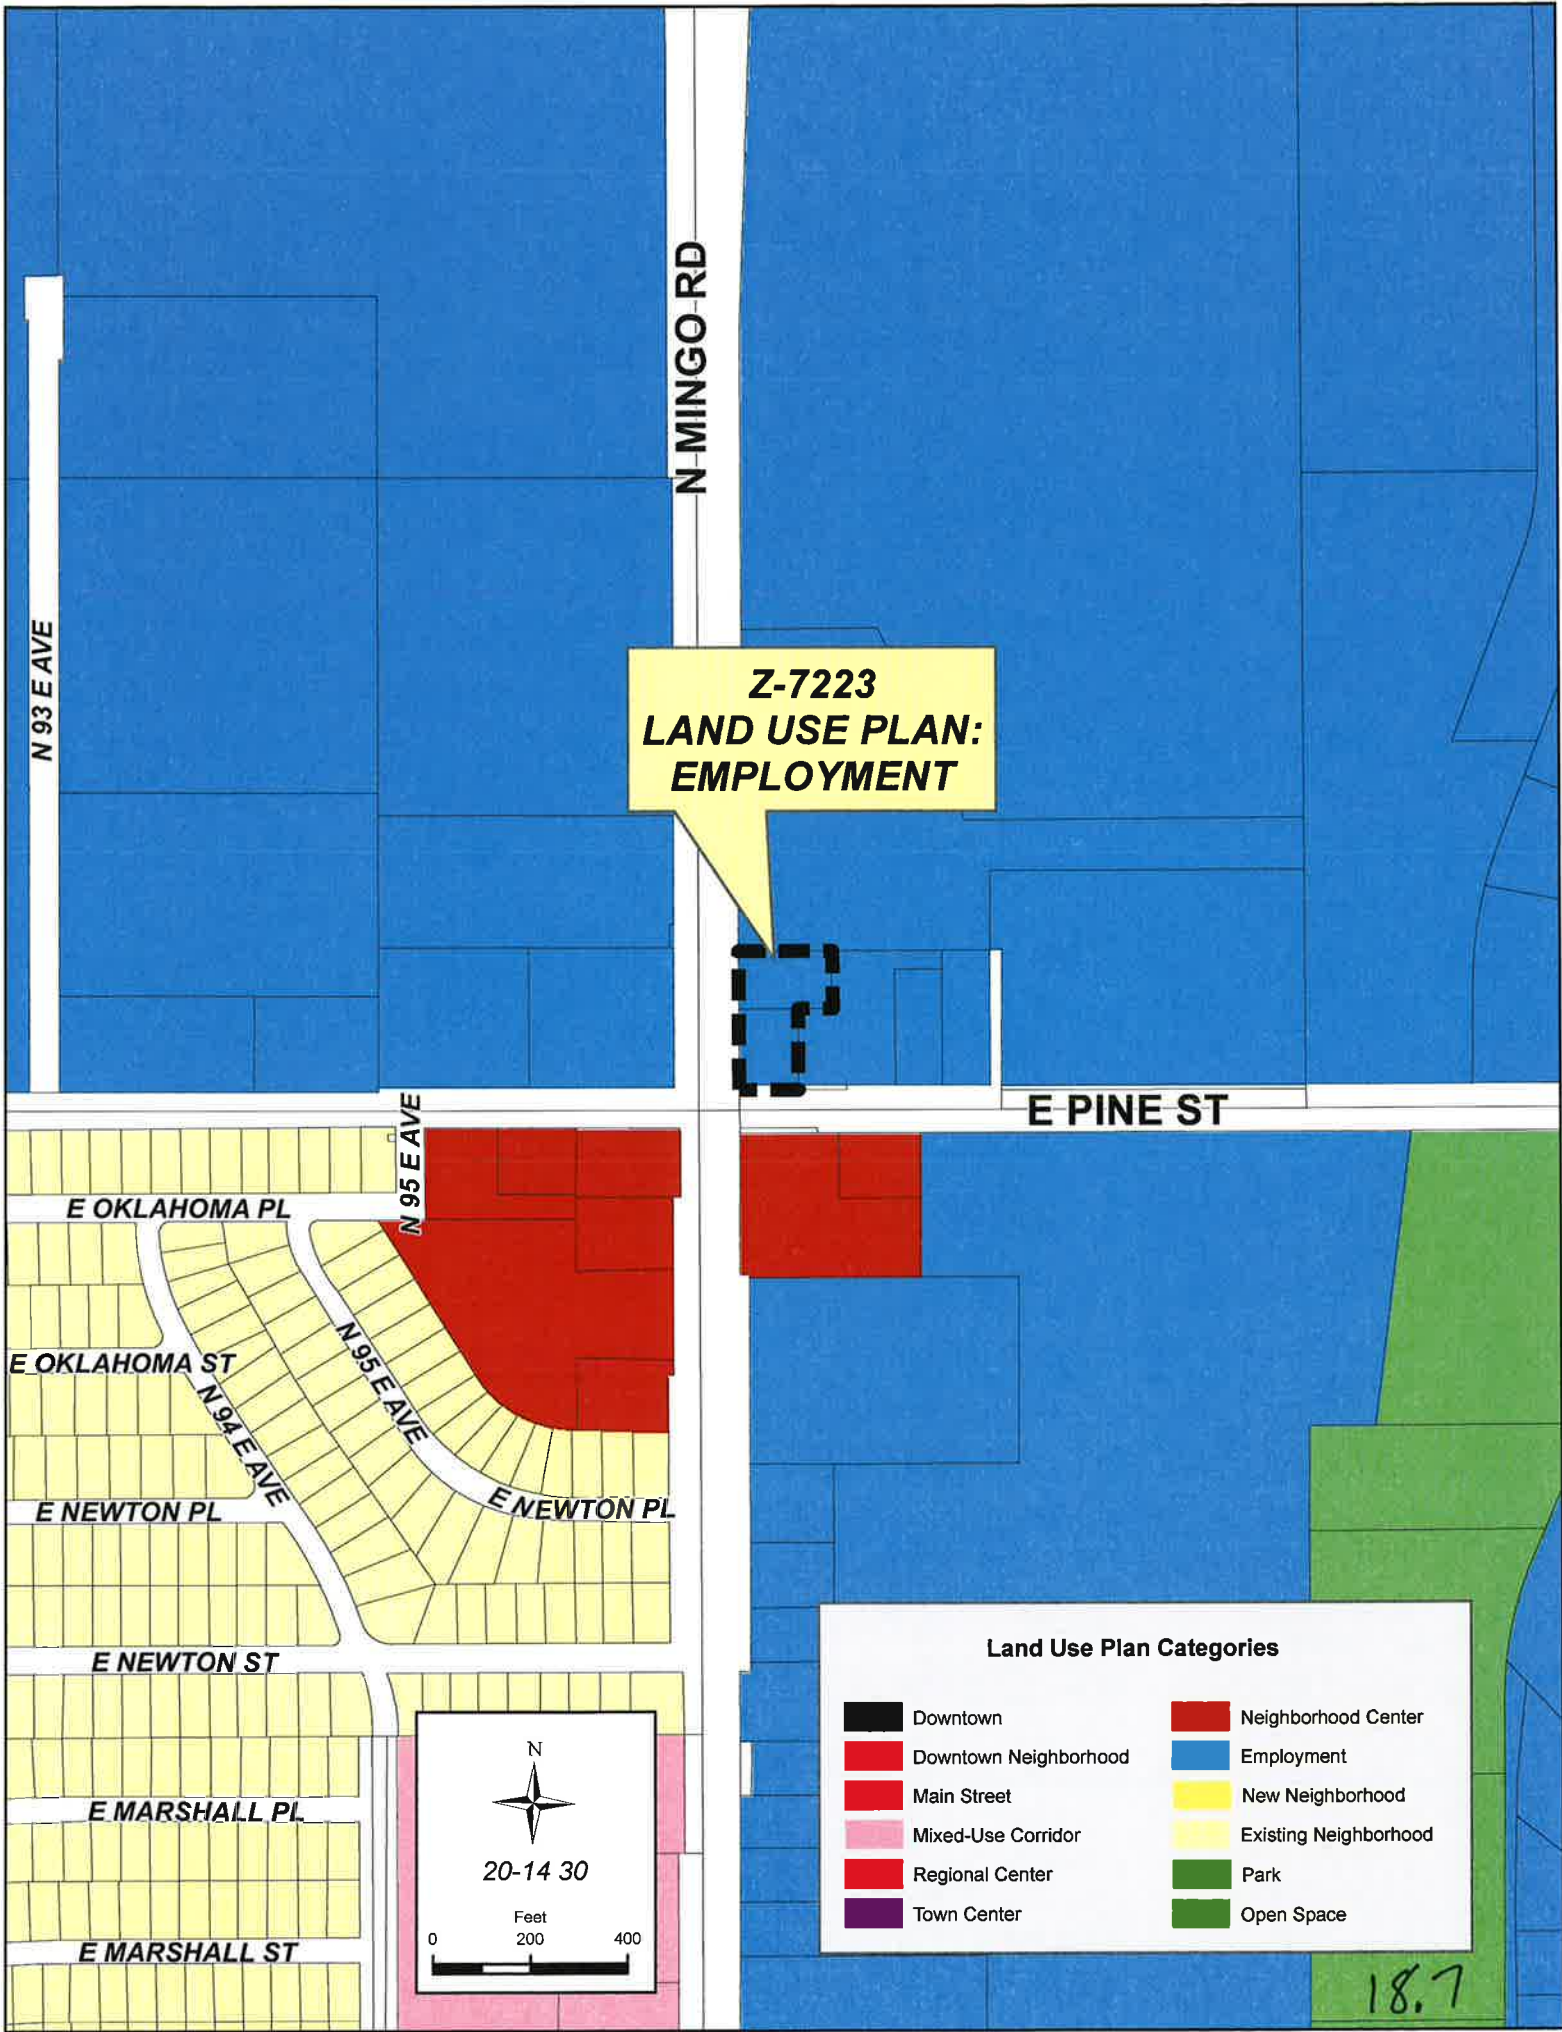 N MINGO RD
N 93 E AVE
Z-7223
LAND USE PLAN:
EMPLOYMENT
E PINE ST
N 95 E AVE
E OKLAHOMA PL
N 95 E AVE
E OKLAHOMA ST
N 94 E AVE
E NEWTON PL
E NEWTON PL
E NEWTON ST
E MARSHALL PL
E MARSHALL ST
N
20-14 30
Feet
0 200 400
Land Use Plan Categories
Downtown
Downtown Neighborhood
Main Street
Mixed-Use Corridor
Regional Center
Town Center
Neighborhood Center
Employment
New Neighborhood
Existing Neighborhood
Park
Open Space
18.7